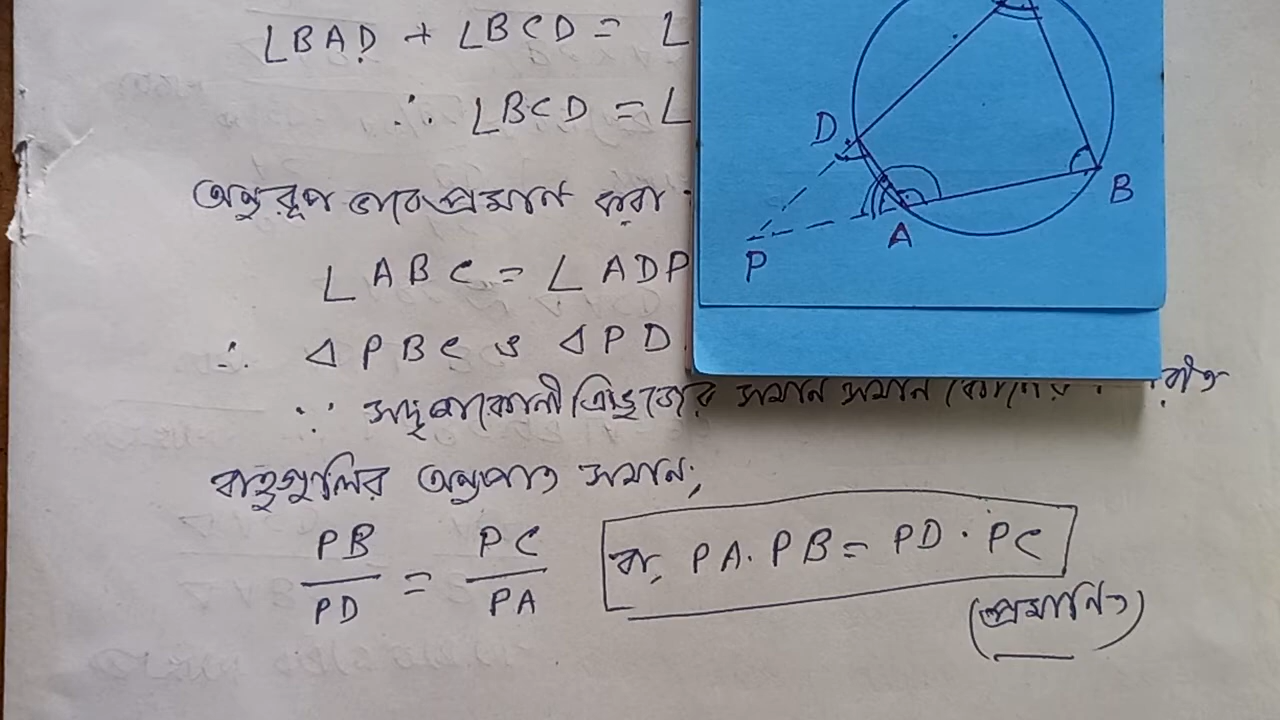 ∠BAD + ∠BCD = ∠
∴ ∠BCD = ∠
অনুরূপ ভাবে প্রমাণ করা
∠ABC = ∠ADP
∴ △PBC ও △PD
∵ সদৃশকোনী ত্রিভুজের সমান সমান কোণের
বাহুগুলির অনুপাত সমান;
PB/PD = PC/PA বা, PA. PB = PD . PC
(প্রমাণিত)
D
B
A
P